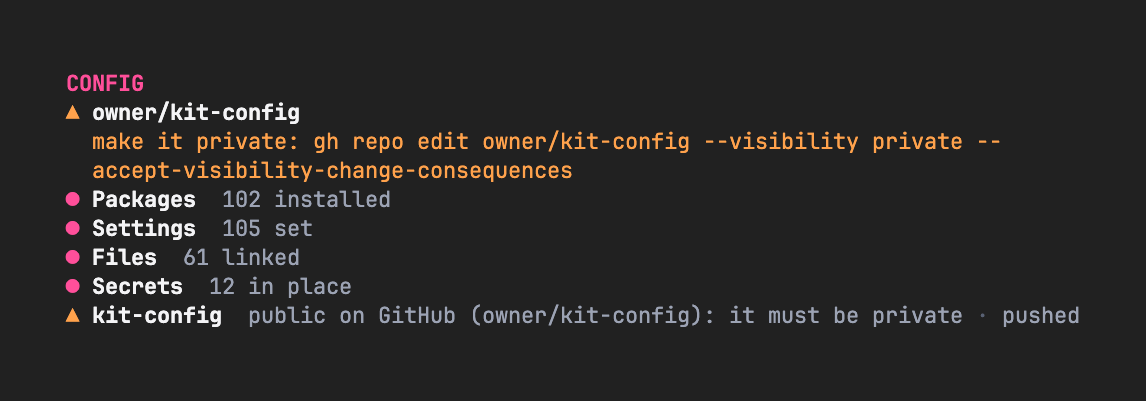 CONFIG
▲ owner/kit-config
make it private: gh repo edit owner/kit-config --visibility private --
accept-visibility-change-consequences
● Packages  102 installed
● Settings  105 set
● Files  61 linked
● Secrets  12 in place
▲ kit-config  public on GitHub (owner/kit-config): it must be private · pushed